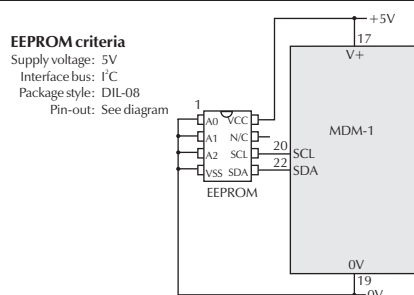 EEPROM criteria
Supply voltage: 5V
Interface bus: I²C
Package style: DIL-08
Pin-out: See diagram
+5V
17
V+
1
A0 VCC
A1 N/C
A2 SCL
VSS SDA
EEPROM
MDM-1
20 SCL
22 SDA
0V
19
0V